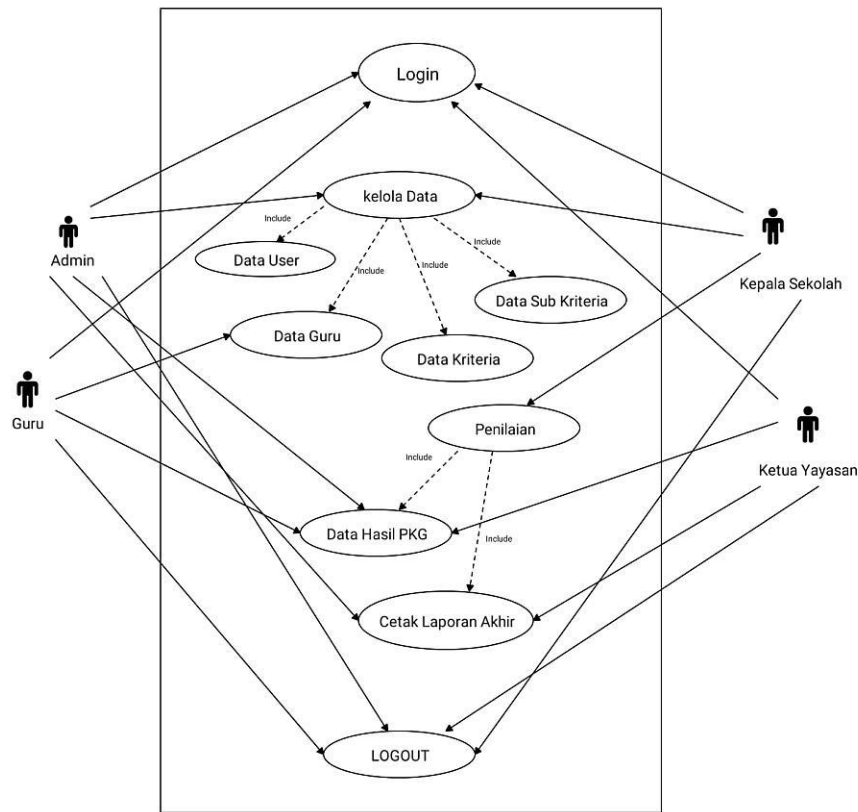 Login
kelola Data
Include
Data User
Include
Include
Include
Data Sub Kriteria
Data Guru
Data Kriteria
Admin
Kepala Sekolah
Guru
Penilaian
Include
Ketua Yayasan
Data Hasil PKG
Include
Cetak Laporan Akhir
LOGOUT